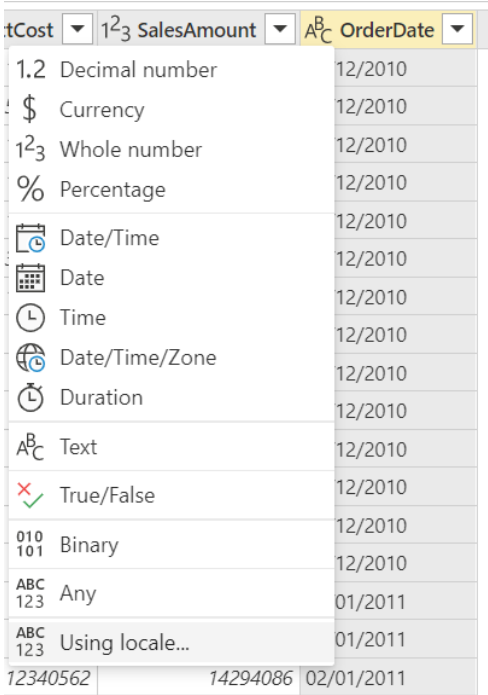 tCost 1²3 SalesAmount ABC OrderDate
1.2 Decimal number
12/2010
$ Currency
12/2010
1²3 Whole number
12/2010
% Percentage
12/2010
12/2010
Date/Time
12/2010
Date
12/2010
Time
12/2010
Date/Time/Zone
12/2010
Duration
12/2010
ABC Text
12/2010
True/False
12/2010
010
101 Binary
12/2010
12/2010
ABC
123 Any
01/2011
ABC
123 Using locale...
01/2011
12340562 14294086 02/01/2011